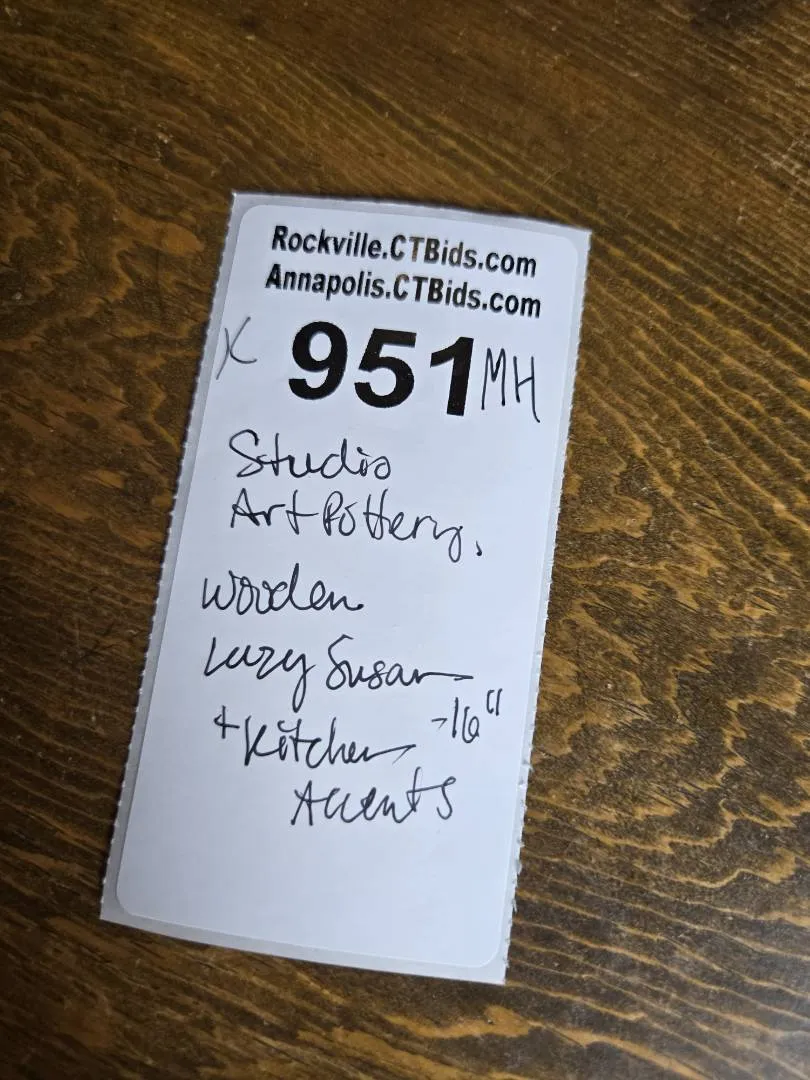 Rockville.CTBids.com
Annapolis.CTBids.com
X 951 MH
Studio
Art Pottery,
Wooden
Lazy Susan
-16"
+ Kitchen
Accents